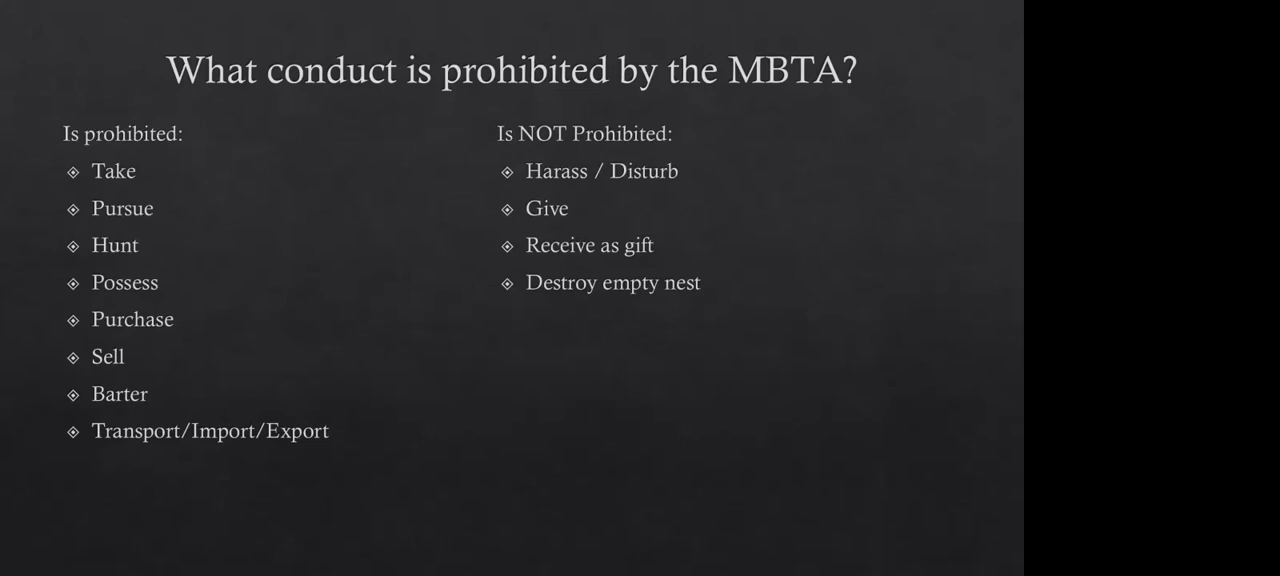 What conduct is prohibited by the MBTA?
Is prohibited:
Take
Pursue
Hunt
Possess
Purchase
Sell
Barter
Transport/Import/Export
Is NOT Prohibited:
Harass / Disturb
Give
Receive as gift
Destroy empty nest